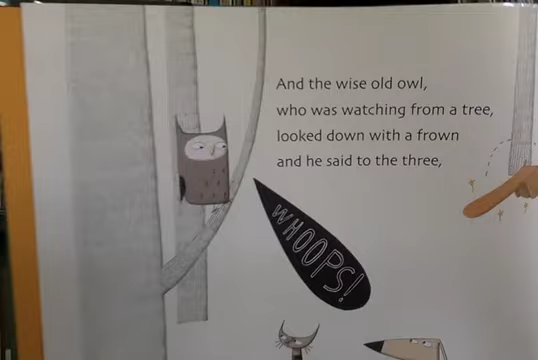 And the wise old owl,
who was watching from a tree,
looked down with a frown
and he said to the three,
WHOOPS!